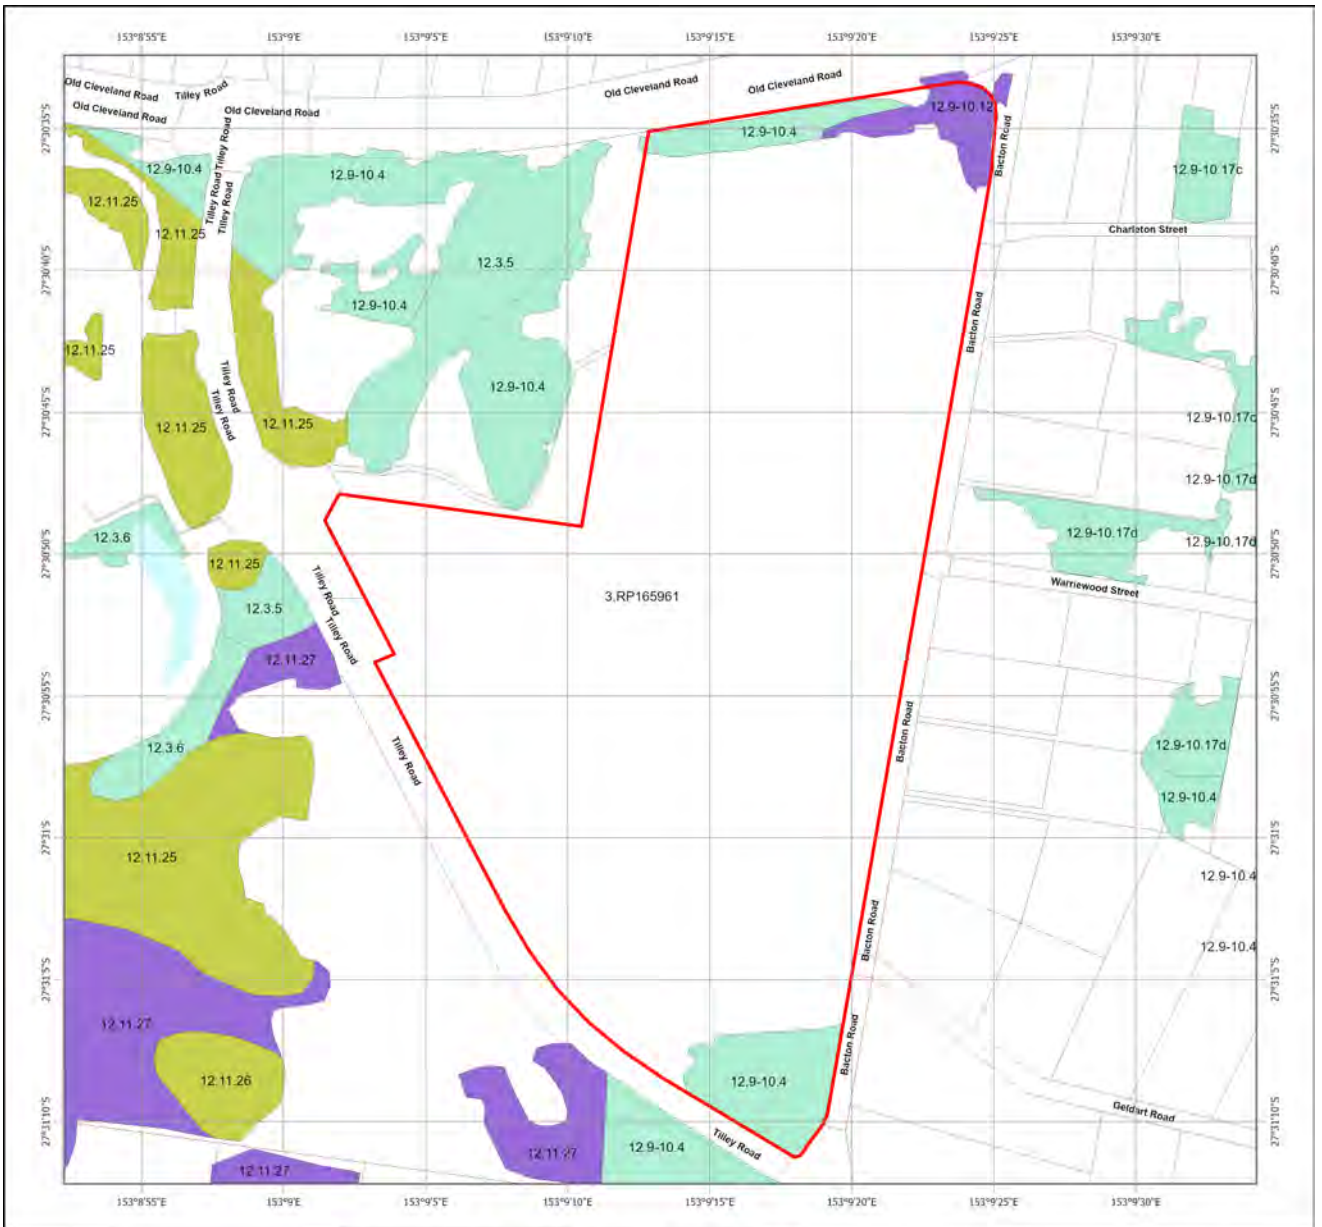 153°8'55"E
153°9'E
153°9'5"E
153°9'10"E
153°9'15"E
153°9'20"E
153°9'25"E
153°9'30"E
Old Cleveland Road
Tilley Road
Old Cleveland Road
Old Cleveland Road
Old Cleveland Road
Old Cleveland Road
27°30'35"S
27°30'35"S
12.9-10.12
12.9-10.4
Tilley Road
Bacton Road
12.9-10.4
12.9-10.4
12.9-10.17c
Tilley Road
Tilley Road
12.11.25
12.11.25
Charleton Street
12.3.5
27°30'40"S
27°30'40"S
12.9-10.4
Bacton Road
12.11.25
12.9-10.4
Tilley Road
Tilley Road
27°30'45"S
27°30'45"S
12.11.25
12.11.25
12.9-10.17c
12.9-10.17d
12.3.6
12.9-10.17d
12.9-10.17d
27°30'50"S
27°30'50"S
12.11.25
Tilley Road
Warriewood Street
3,RP165961
12.3.5
Tilley Road
12.11.27
27°30'55"S
27°30'55"S
Bacton Road
12.3.6
12.9-10.17d
Tilley Road
12.9-10.4
27°31'S
27°31'S
12.11.25
12.9-10.4
Bacton Road
12.9-10.4
27°31'5"S
27°31'5"S
12.11.27
Bacton Road
12.11.26
12.9-10.4
Geldart Road
27°31'10"S
27°31'10"S
Tilley Road
12.9-10.4
12.11.27
12.11.27
153°8'55"E
153°9'E
153°9'5"E
153°9'10"E
153°9'15"E
153°9'20"E
153°9'25"E
153°9'30"E